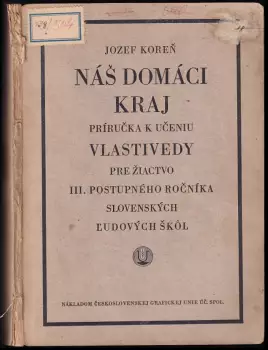 JOZEF KOREŇ
NÁŠ DOMÁCI
KRAJ
PRÍRUČKA K UČENIU
VLASTIVEDY
PRE ŽIACTVO
III. POSTUPNÉHO ROČNÍKA
SLOVENSKÝCH
ĽUDOVÝCH ŠKÔL
NÁKLADOM ČESKOSLOVENSKEJ GRAFICKEJ UNIE ÚČ. SPOL.